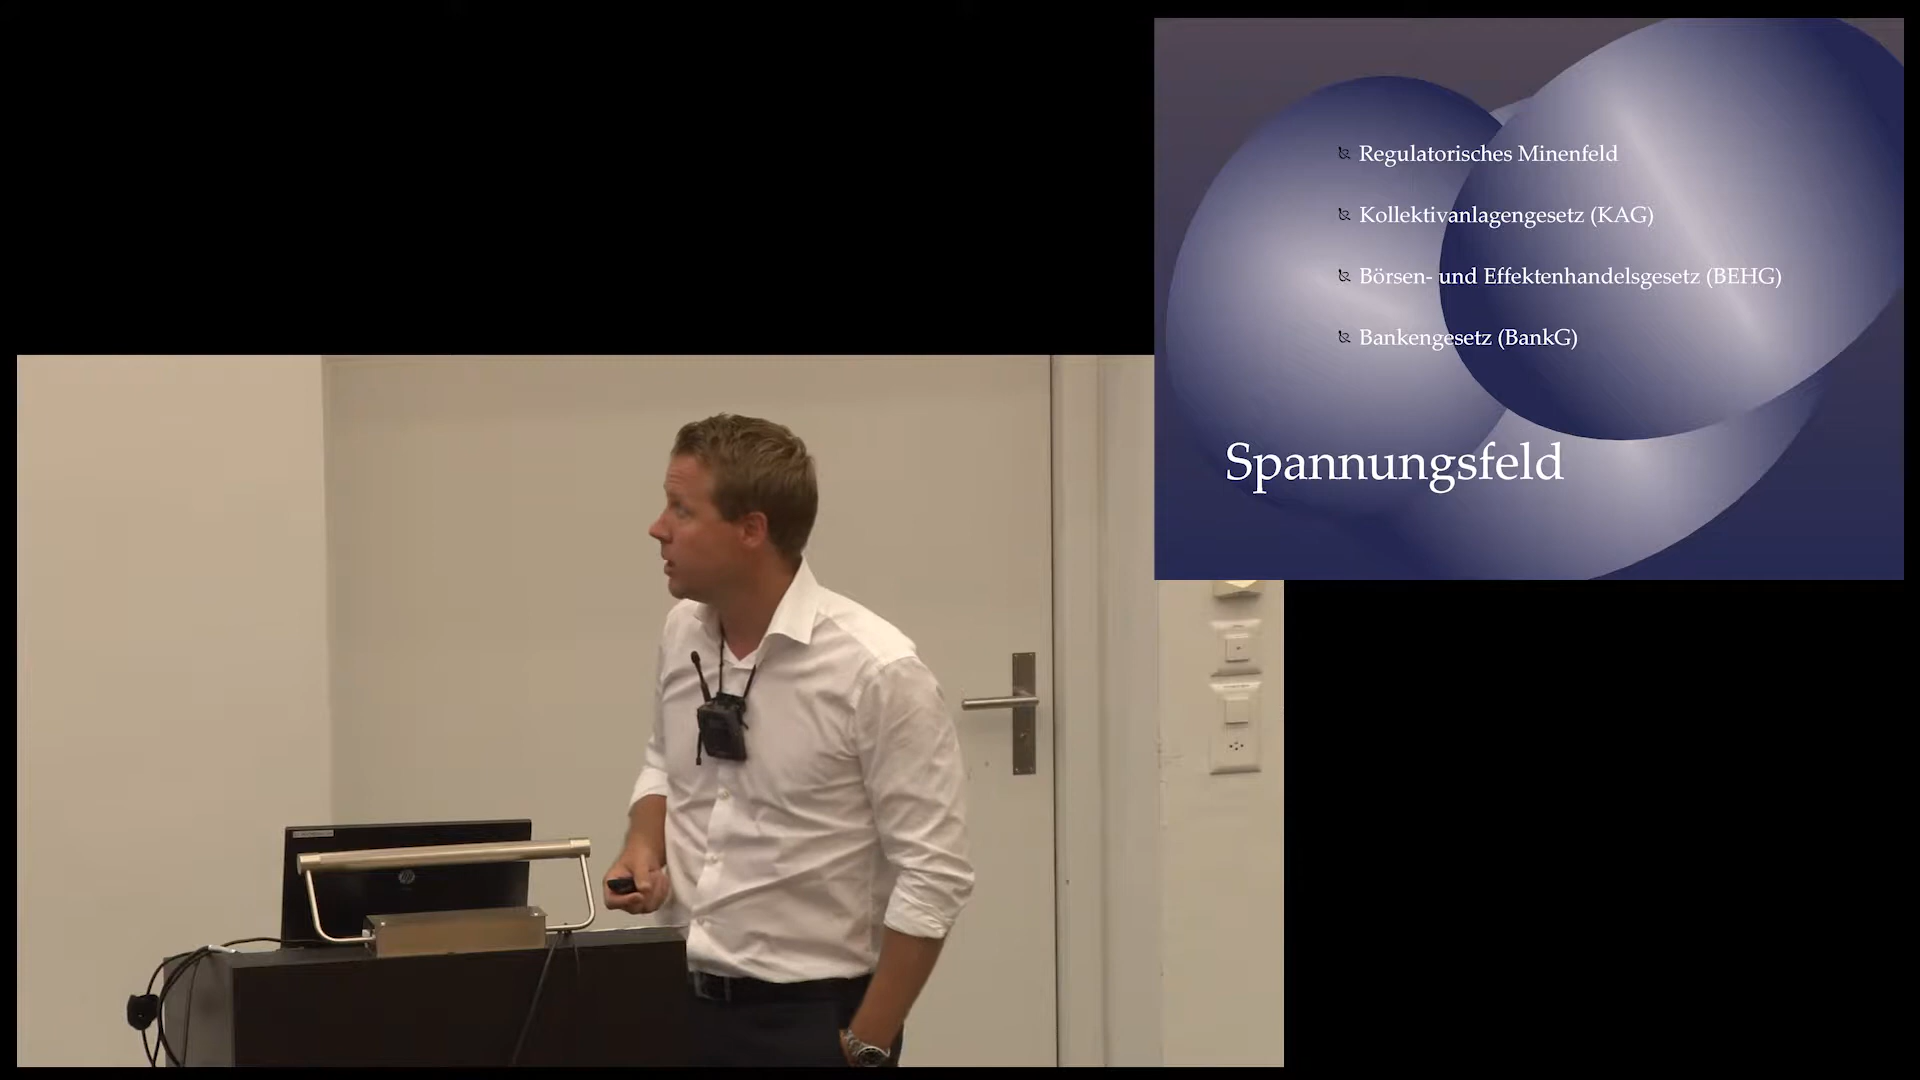 Regulatorisches Minenfeld
Kollektivanlagengesetz (KAG)
Börsen- und Effektenhandelsgesetz (BEHG)
Bankengesetz (BankG)
Spannungsfeld